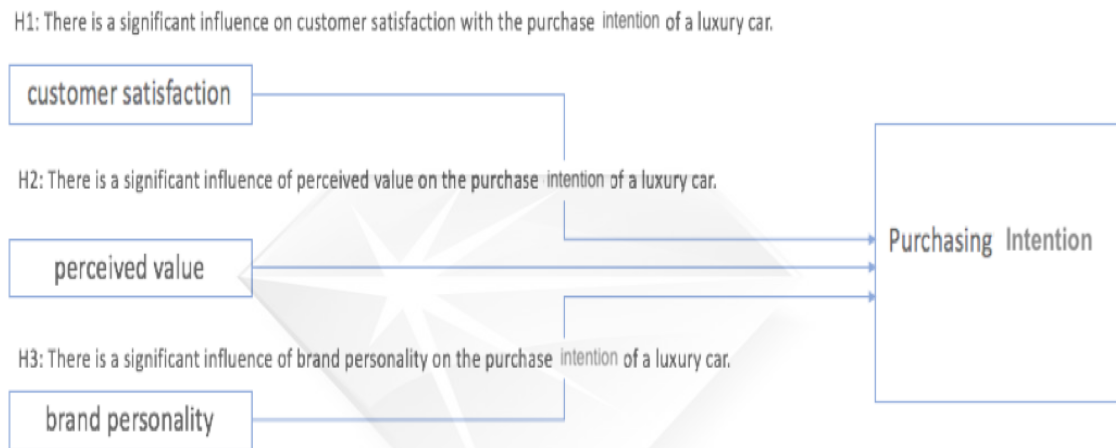 H1: There is a significant influence on customer satisfaction with the purchase intention of a luxury car.
customer satisfaction
H2: There is a significant influence of perceived value on the purchase intention of a luxury car.
Purchasing Intention
perceived value
H3: There is a significant influence of brand personality on the purchase intention of a luxury car.
brand personality